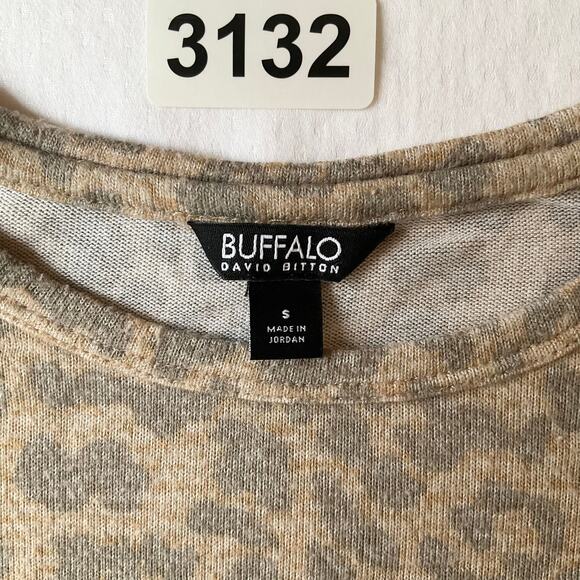 3132
BUFFALO
DAVID BITTON
S
MADE IN
JORDAN